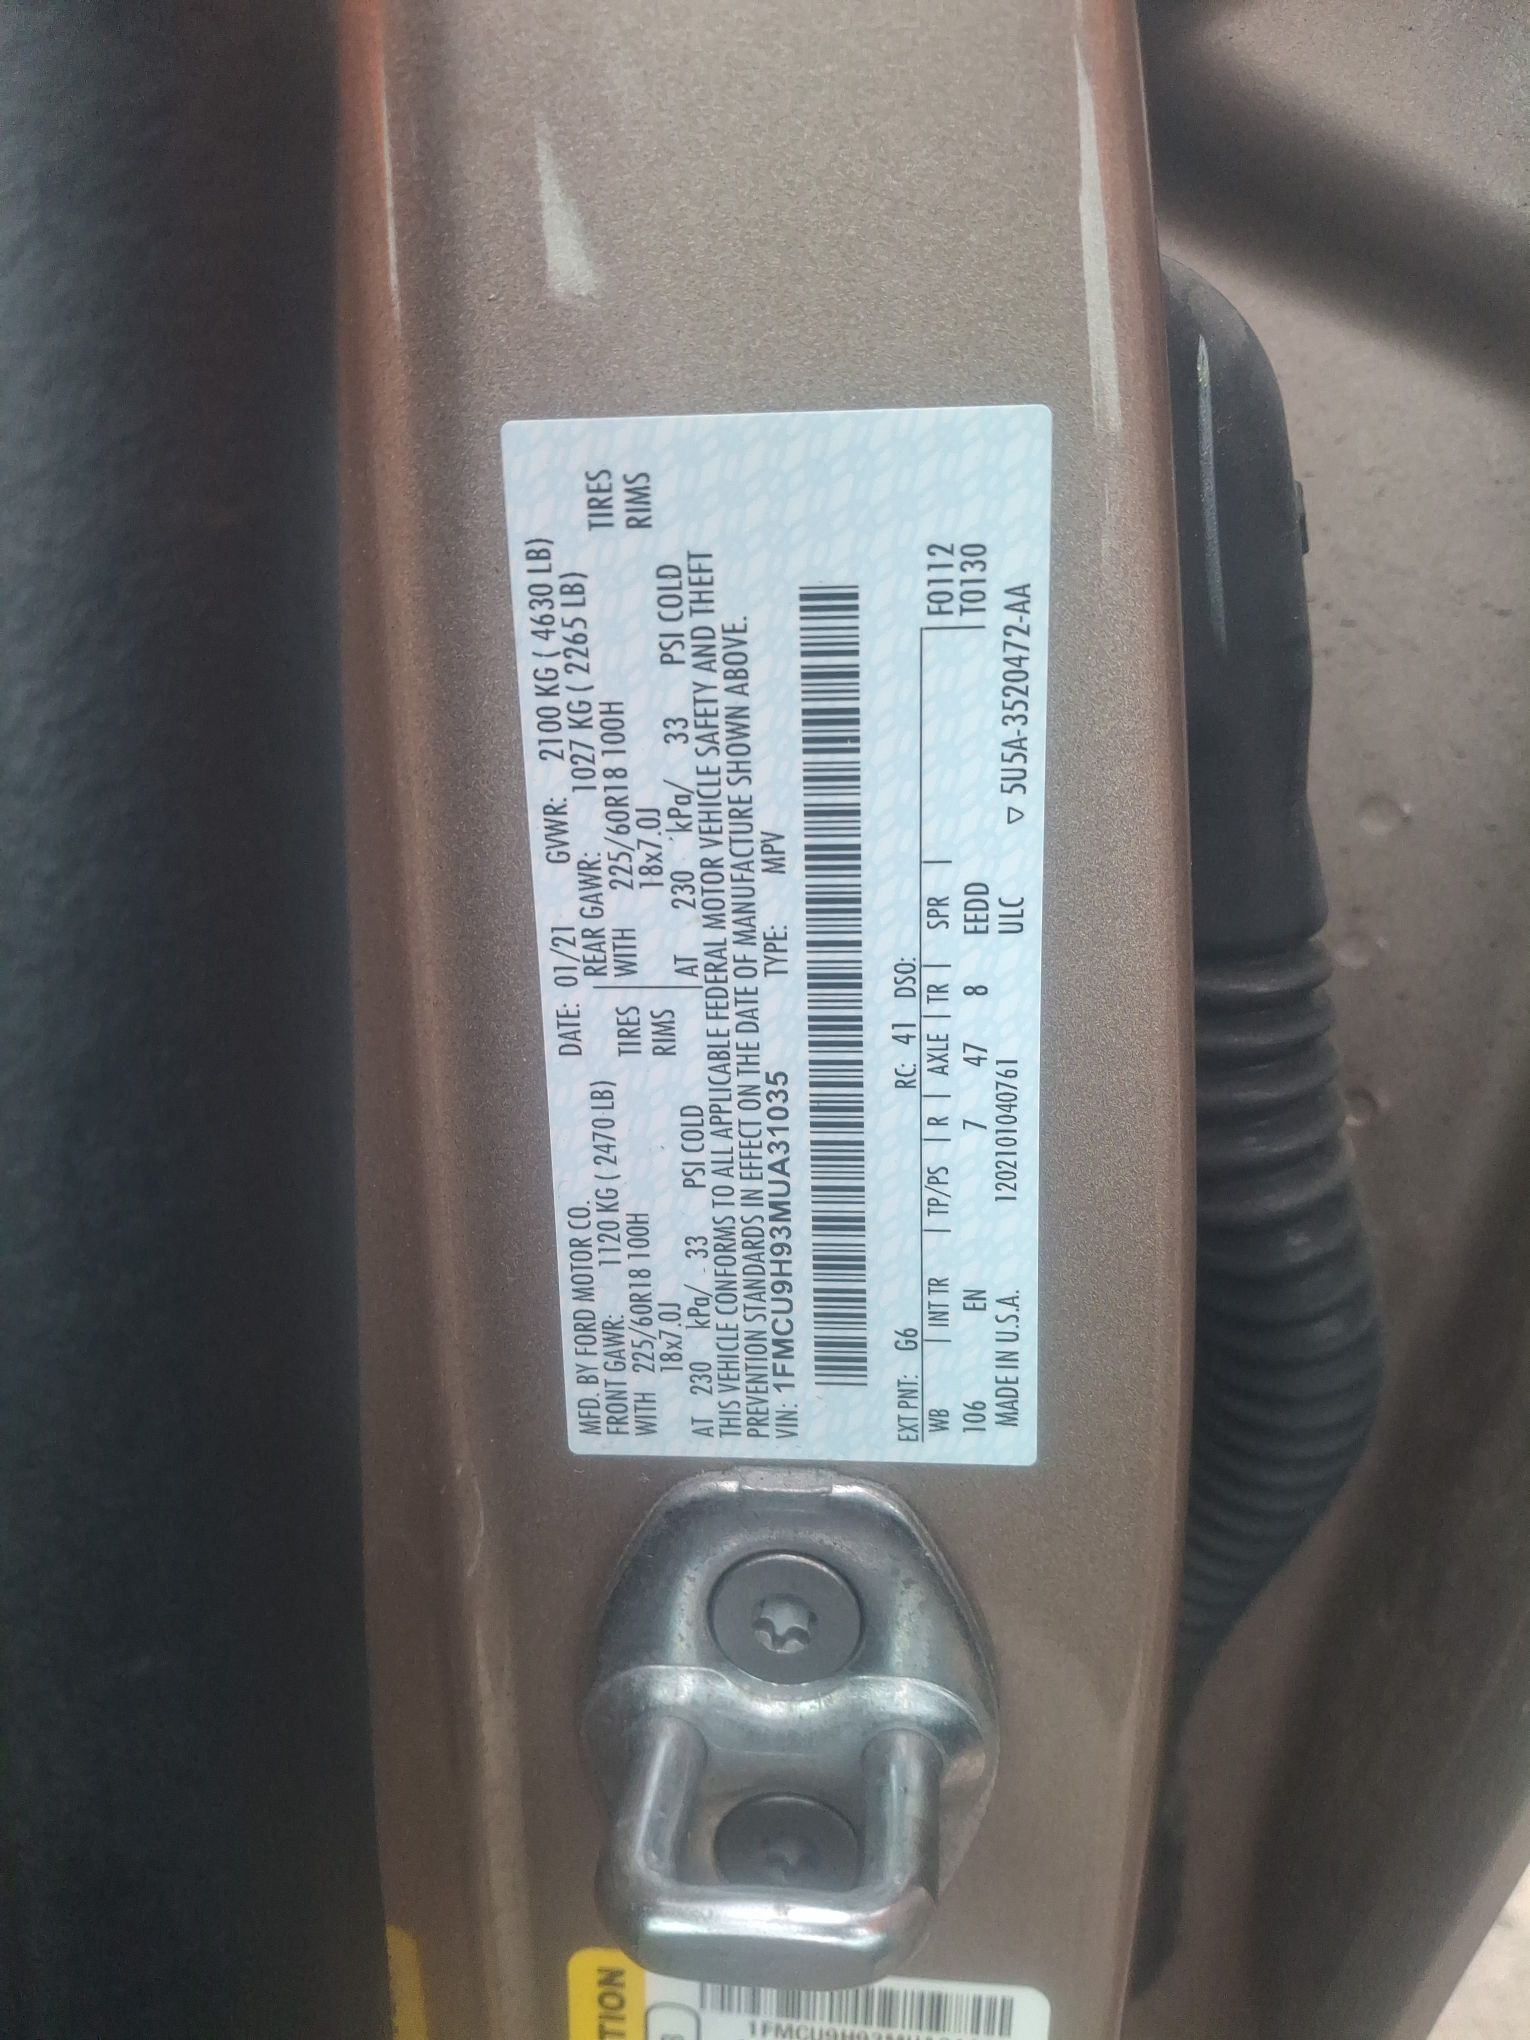 MFD. BY FORD MOTOR CO.
DATE: 01/21
GVWR: 2100 KG ( 4630 LB)
FRONT GAWR: 1120 KG ( 2470 LB)
REAR GAWR: 1027 KG ( 2265 LB)
WITH 225/60R18 100H TIRES
WITH 225/60R18 100H TIRES
18x7.0J RIMS
18x7.0J RIMS
AT 230 kPa/ 33 PSI COLD
AT 230 kPa/ 33 PSI COLD
THIS VEHICLE CONFORMS TO ALL APPLICABLE FEDERAL MOTOR VEHICLE SAFETY AND THEFT
PREVENTION STANDARDS IN EFFECT ON THE DATE OF MANUFACTURE SHOWN ABOVE.
VIN: 1FMCU9H93MUA31035 TYPE: MPV
EXT PNT: G6 RC: 41 DSO:
WB | INT TR | TP/PS | R | AXLE | TR | SPR | F0112
106 EN 7 47 8 EEDD T0130
MADE IN U.S.A. 1202101040761 ULC ▽ 5U5A-3520472-AA